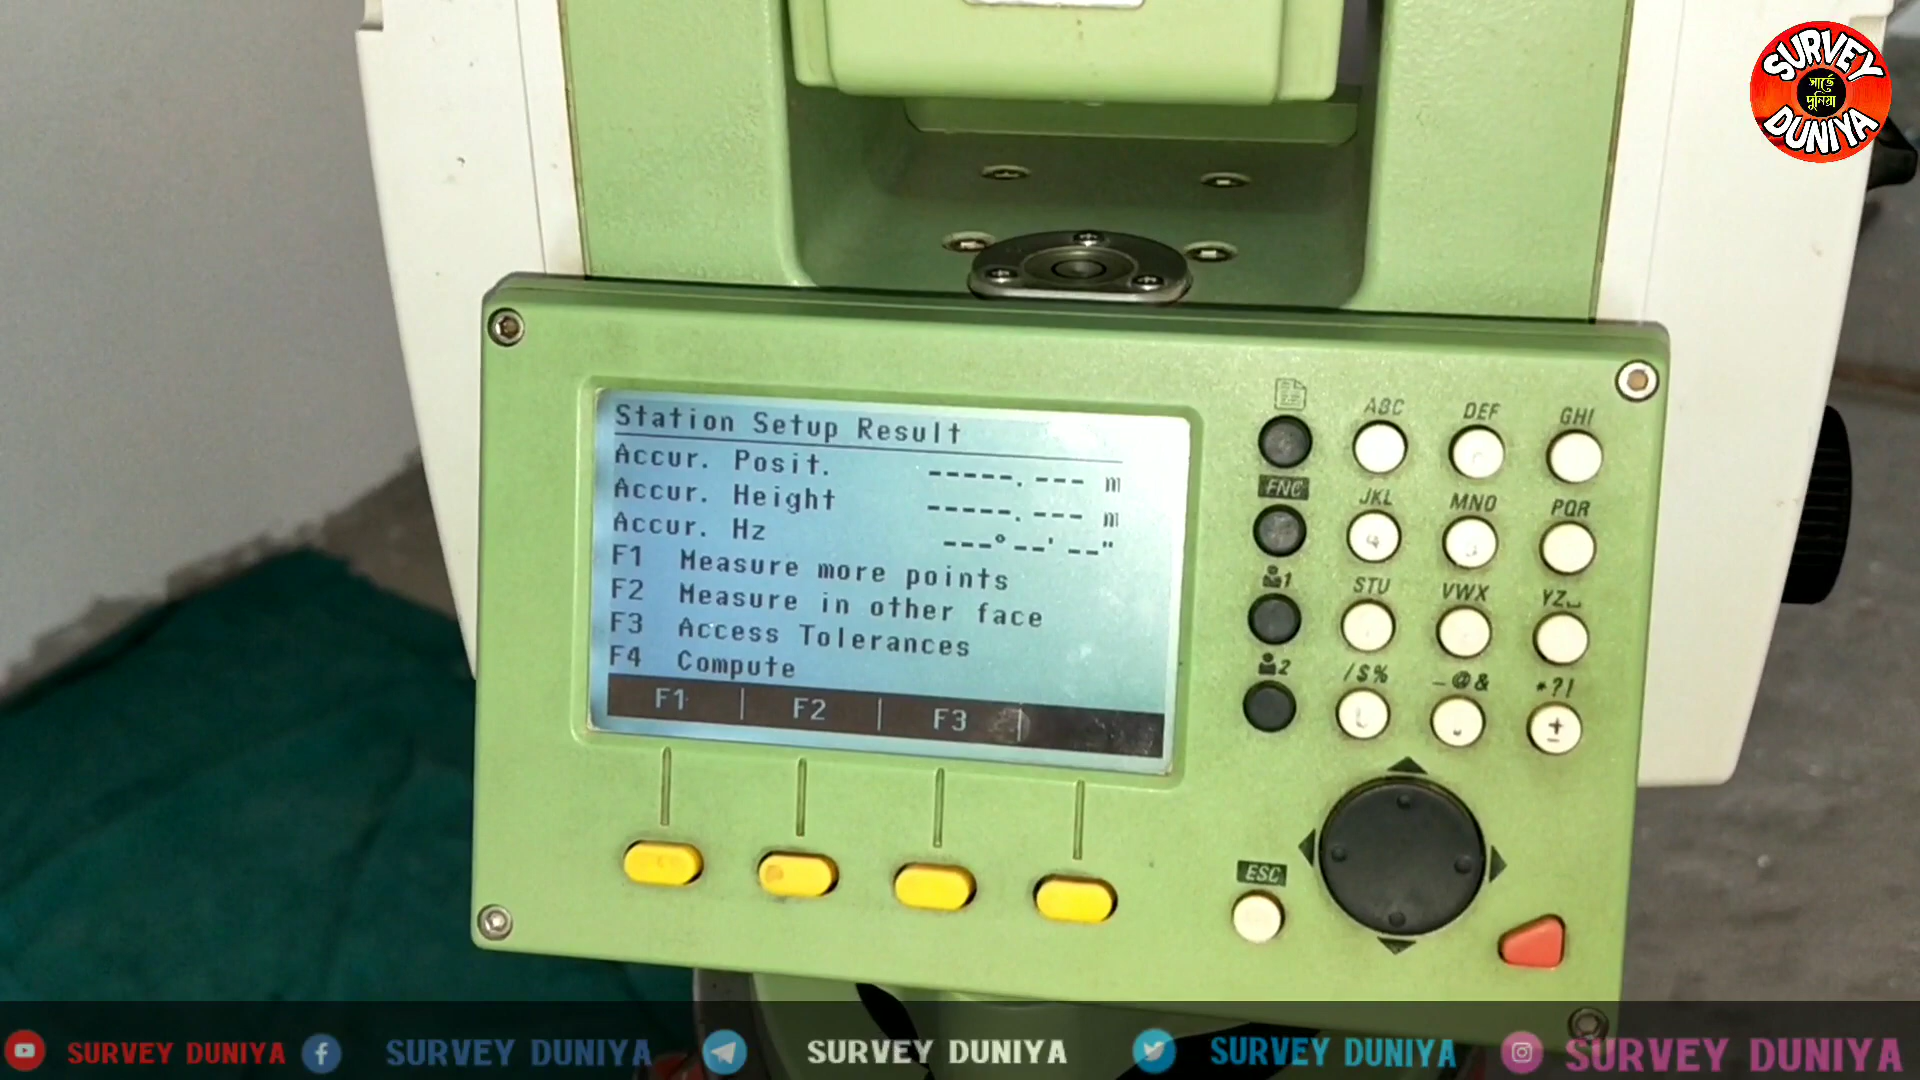 SURVEY
সার্ভে
দুনিয়া
DUNIYA
Station Setup Result
Accur. Posit. -----.--- m
Accur. Height -----.--- m
Accur. Hz ---°--'--"
F1 Measure more points
F2 Measure in other face
F3 Access Tolerances
F4 Compute
F1 F2 F3
ABC DEF GHI
FNC JKL MNO PQR
1 STU VWX YZ
2 /$% _@& *?!
±
ESC
SURVEY DUNIYA SURVEY DUNIYA SURVEY DUNIYA SURVEY DUNIYA SURVEY DUNIYA